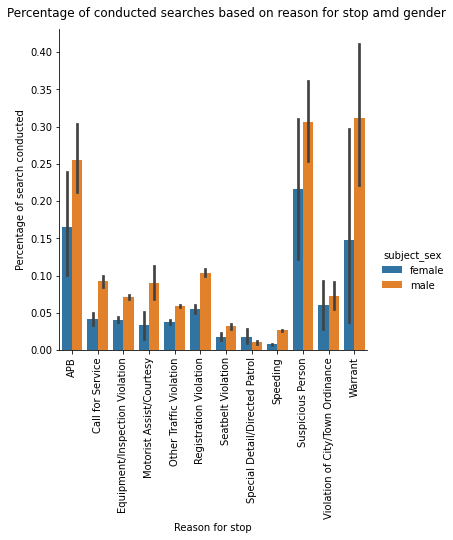 Percentage of conducted searches based on reason for stop amd gender
Percentage of search conducted
0.40
0.35
0.30
0.25
0.20
0.15
0.10
0.05
0.00
subject_sex
female
male
APB
Call for Service
Equipment/Inspection Violation
Motorist Assist/Courtesy
Other Traffic Violation
Registration Violation
Seatbelt Violation
Special Detail/Directed Patrol
Speeding
Suspicious Person
Violation of City/Town Ordinance
Warrant
Reason for stop